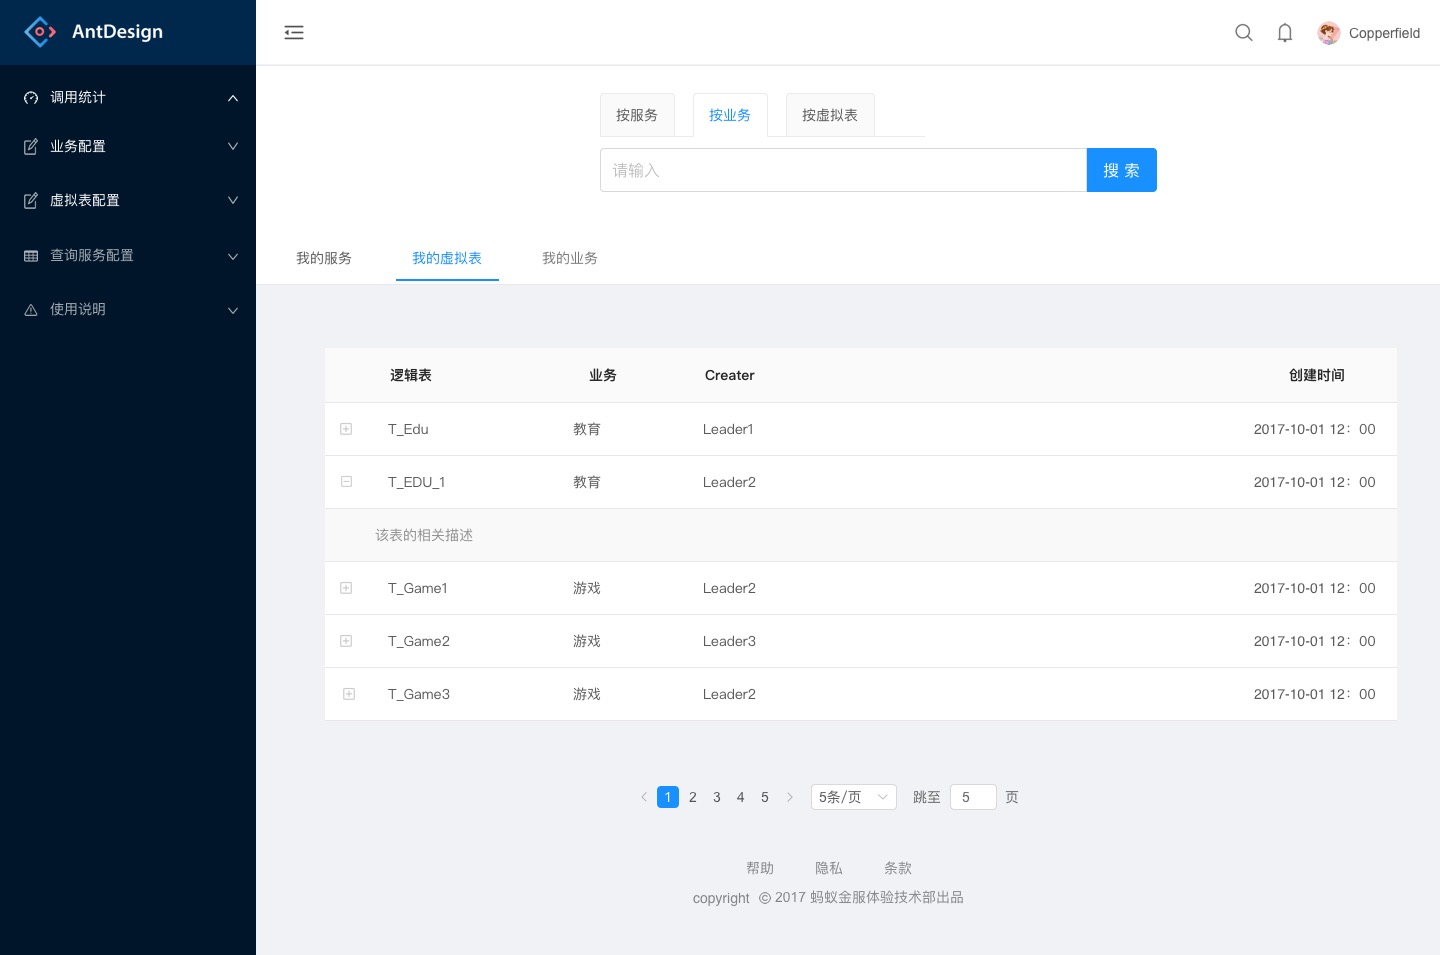 AntDesign
Copperfield
调用统计
业务配置
虚拟表配置
查询服务配置
使用说明
按服务 按业务 按虚拟表
请输入 搜 索
我的服务 我的虚拟表 我的业务
逻辑表 业务 Creater 创建时间
T_Edu 教育 Leader1 2017-10-01 12：00
T_EDU_1 教育 Leader2 2017-10-01 12：00
该表的相关描述
T_Game1 游戏 Leader2 2017-10-01 12：00
T_Game2 游戏 Leader3 2017-10-01 12：00
T_Game3 游戏 Leader2 2017-10-01 12：00
1 2 3 4 5 5条/页 跳至 5 页
帮助 隐私 条款
copyright © 2017 蚂蚁金服体验技术部出品